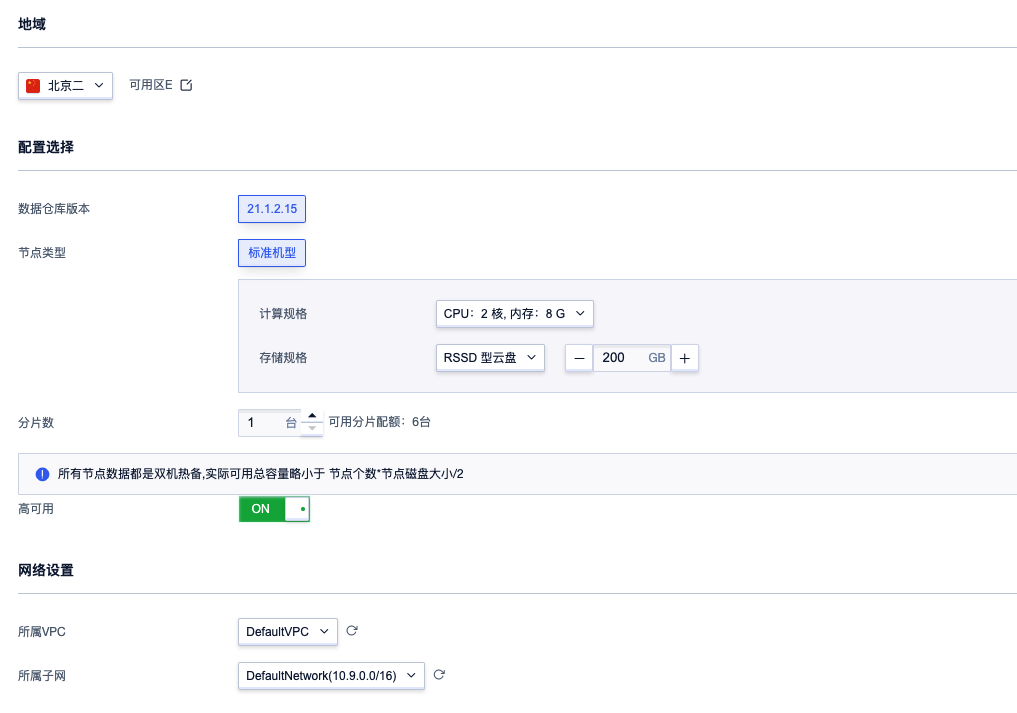 地域
北京二 可用区E
配置选择
数据仓库版本 21.1.2.15
节点类型 标准机型
计算规格 CPU：2 核, 内存：8 G
存储规格 RSSD 型云盘 — 200 GB +
分片数 1 台 可用分片配额：6台
所有节点数据都是双机热备,实际可用总容量略小于 节点个数*节点磁盘大小/2
高可用 ON
网络设置
所属VPC DefaultVPC
所属子网 DefaultNetwork(10.9.0.0/16)